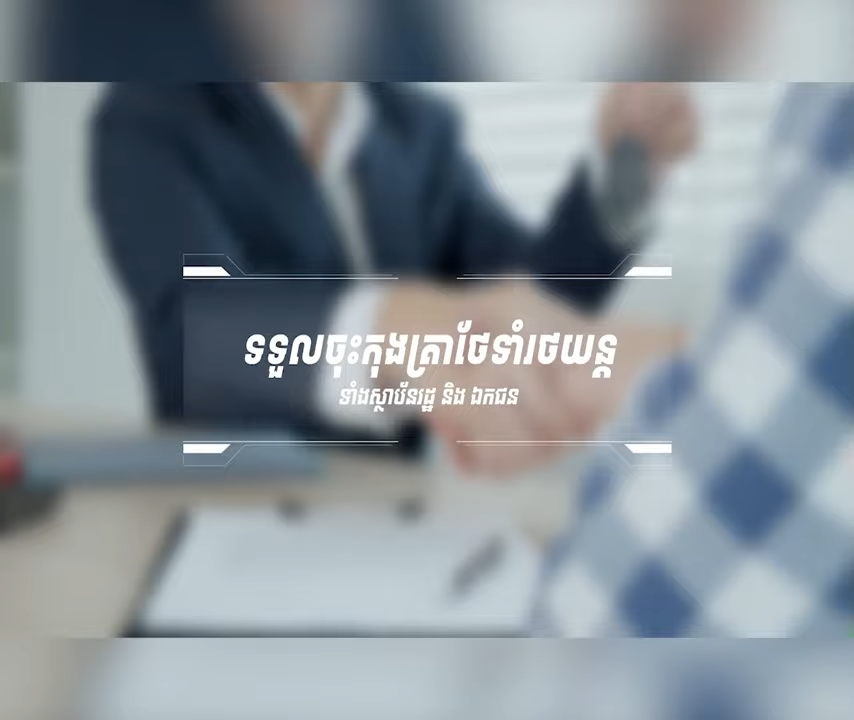 ទទួលចុះកុងត្រាថែទាំរថយន្ត
ទាំងស្ថាប័នរដ្ឋ និង ឯកជន